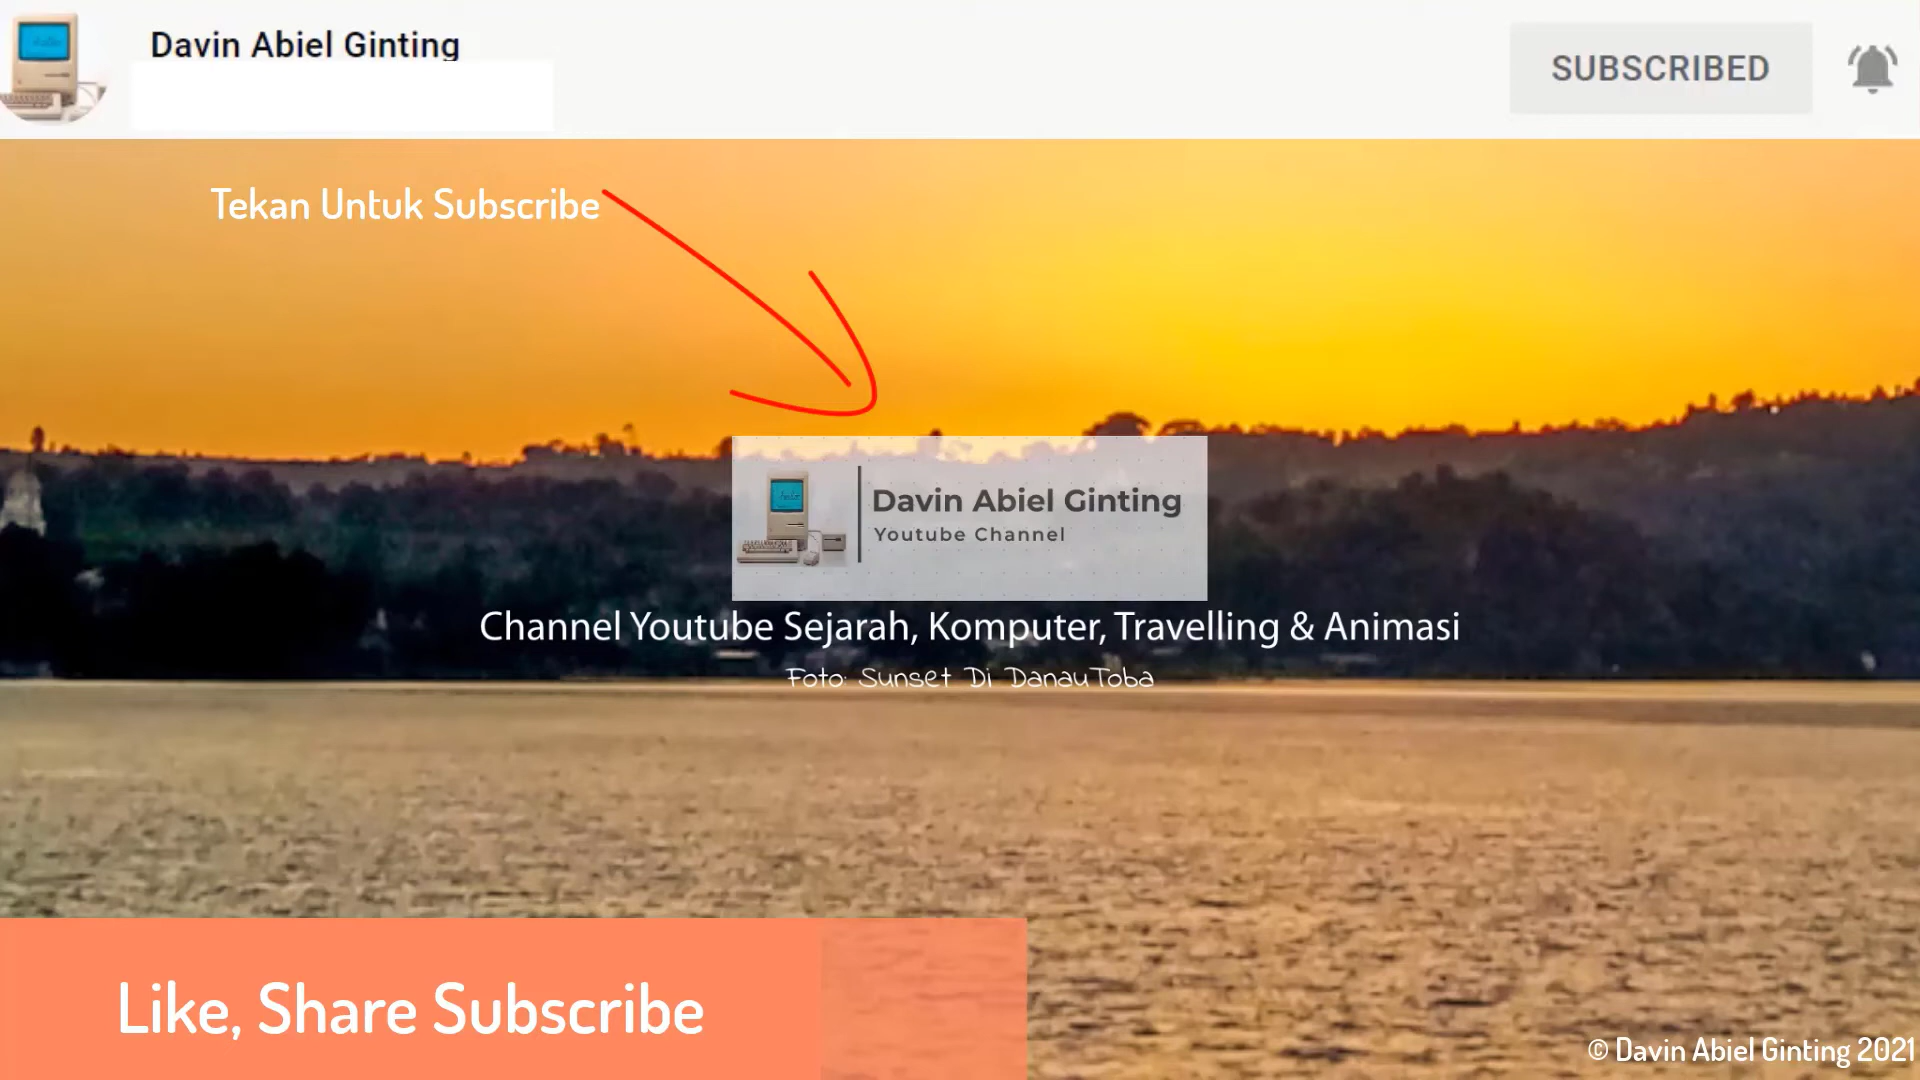 Davin Abiel Ginting
SUBSCRIBED
Tekan Untuk Subscribe
Davin Abiel Ginting
Youtube Channel
Channel Youtube Sejarah, Komputer, Travelling & Animasi
Foto: Sunset Di Danau Toba
Like, Share Subscribe
© Davin Abiel Ginting 2021